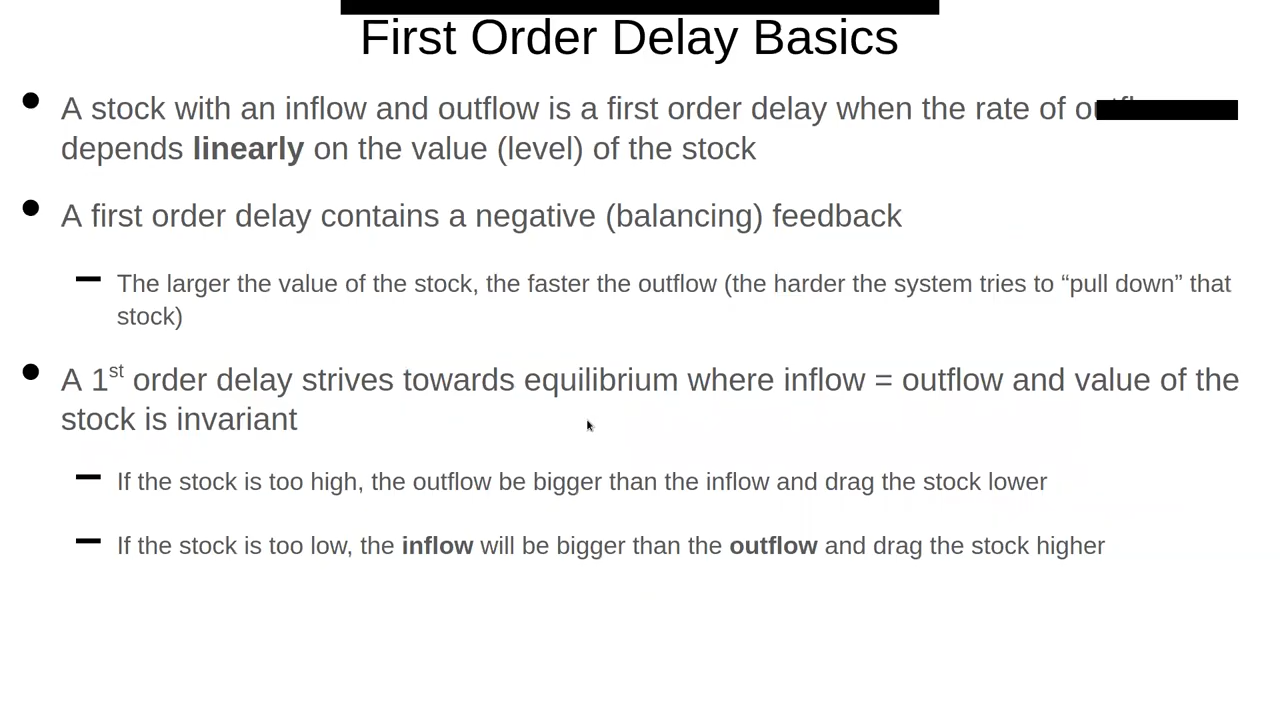 First Order Delay Basics
A stock with an inflow and outflow is a first order delay when the rate of
depends linearly on the value (level) of the stock
A first order delay contains a negative (balancing) feedback
The larger the value of the stock, the faster the outflow (the harder the system tries to “pull down” that
stock)
A 1st order delay strives towards equilibrium where inflow = outflow and value of the
stock is invariant
If the stock is too high, the outflow be bigger than the inflow and drag the stock lower
If the stock is too low, the inflow will be bigger than the outflow and drag the stock higher